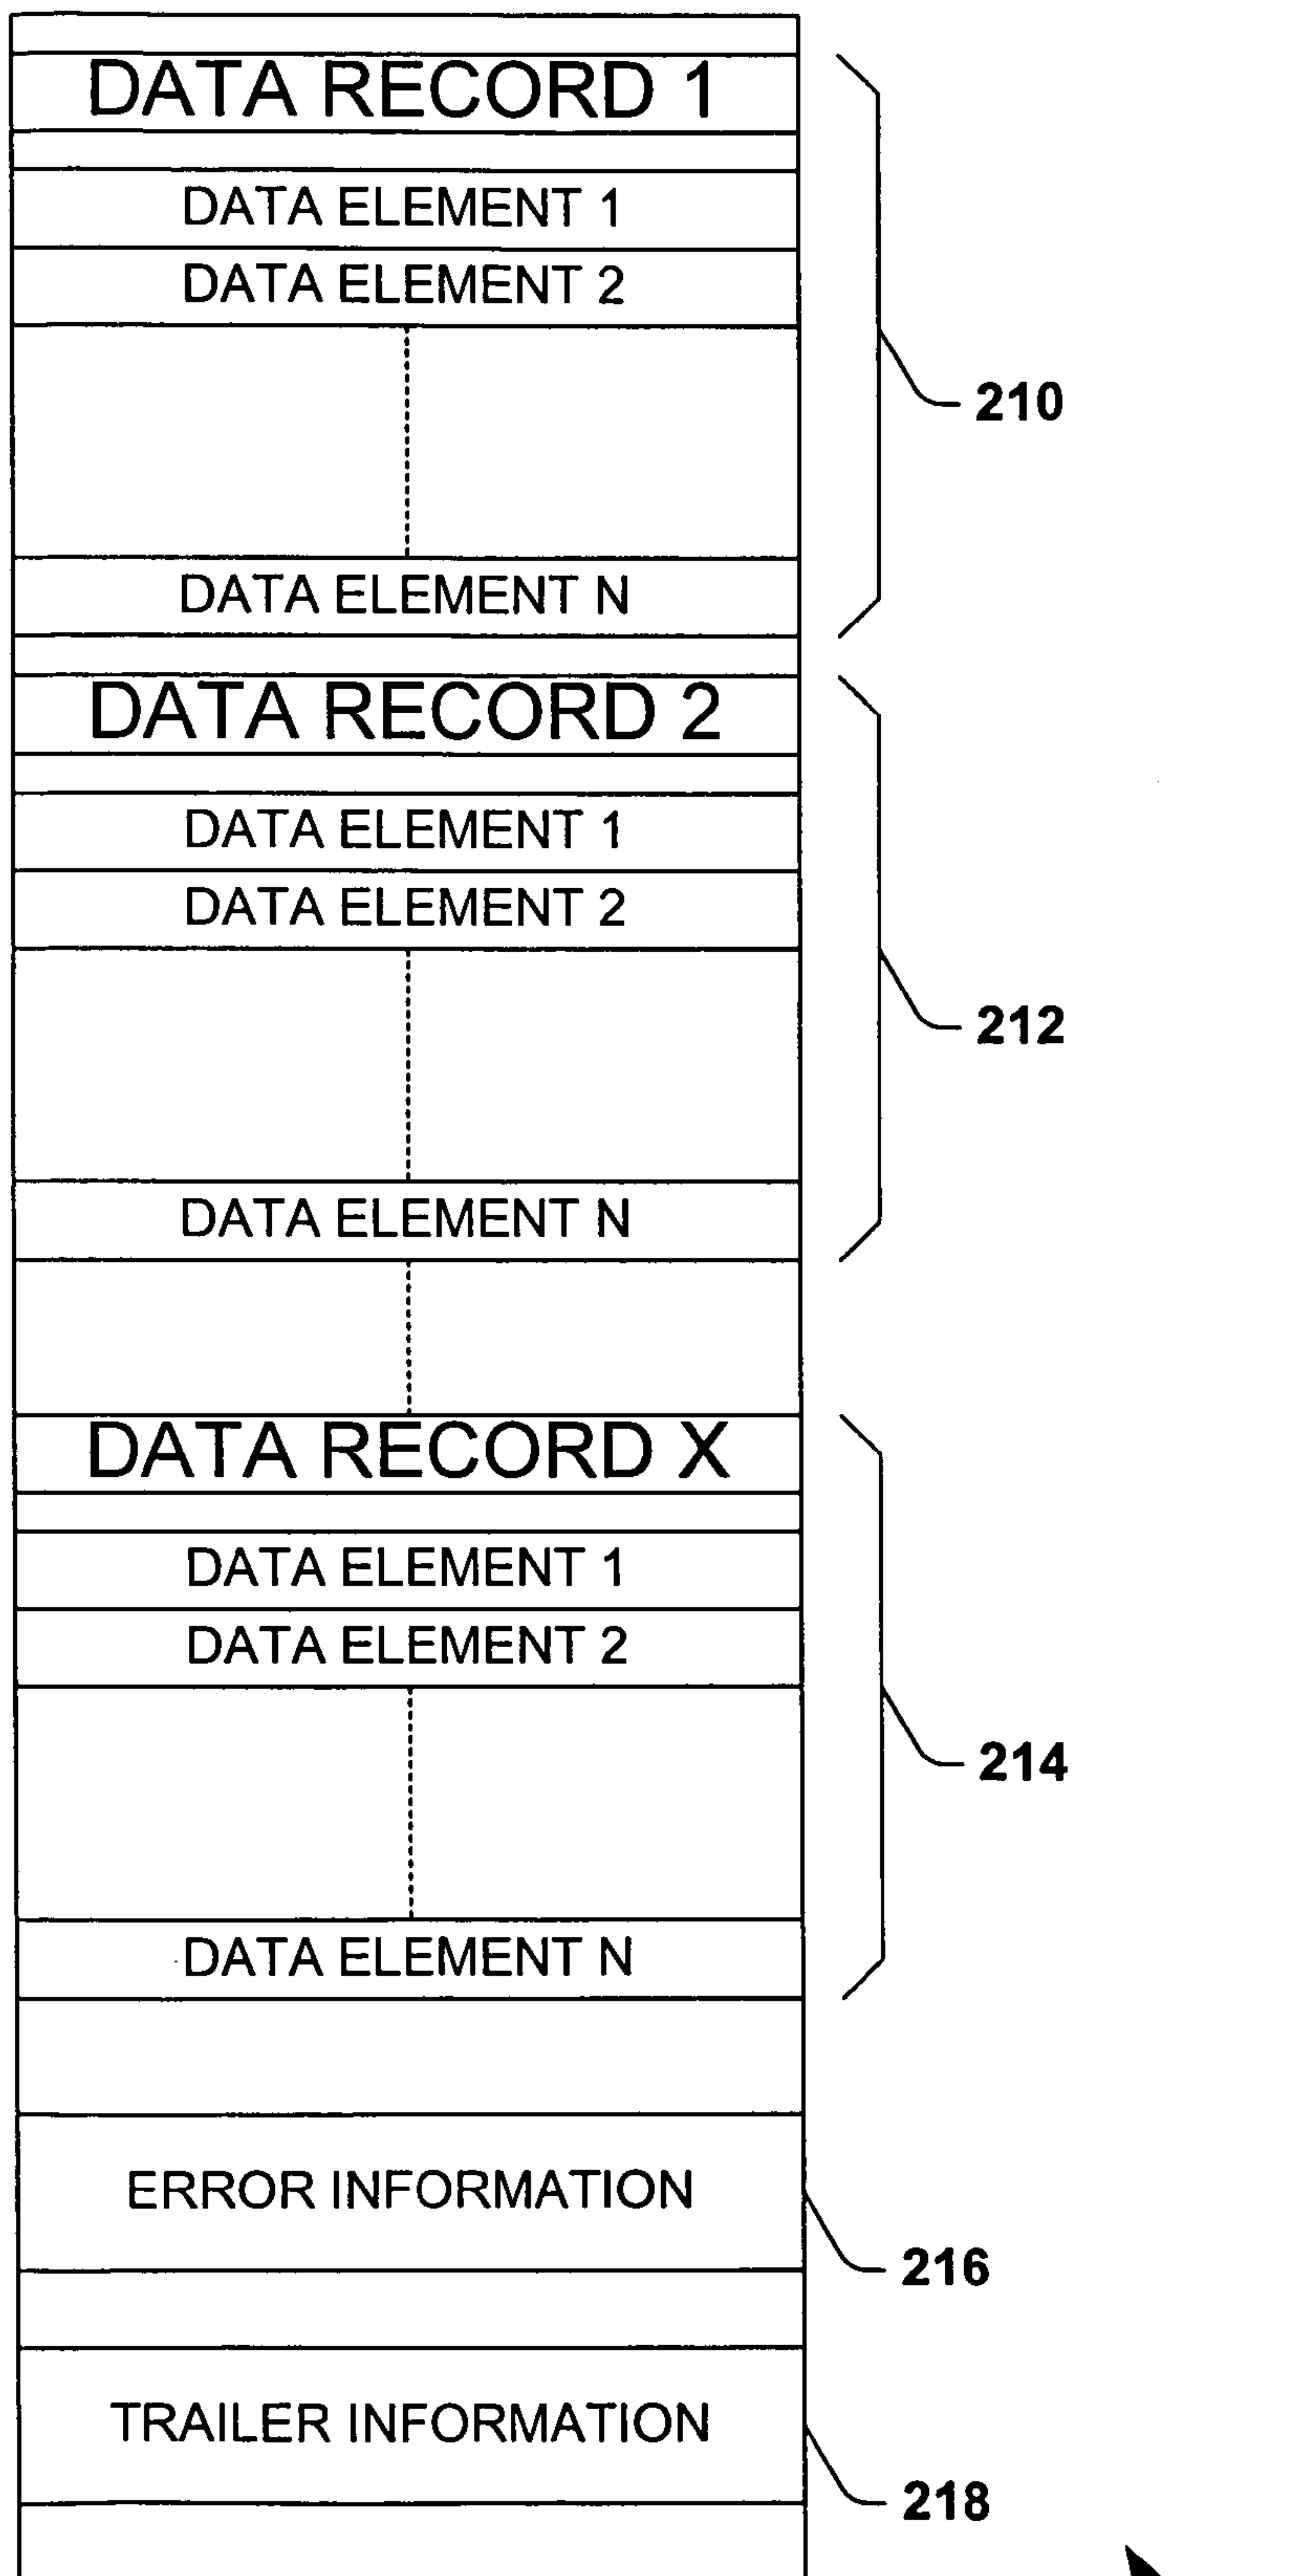 DATA RECORD 1
DATA ELEMENT 1
DATA ELEMENT 2
210
DATA ELEMENT N
DATA RECORD 2
DATA ELEMENT 1
DATA ELEMENT 2
212
DATA ELEMENT N
DATA RECORD X
DATA ELEMENT 1
DATA ELEMENT 2
214
DATA ELEMENT N
ERROR INFORMATION
216
TRAILER INFORMATION
218